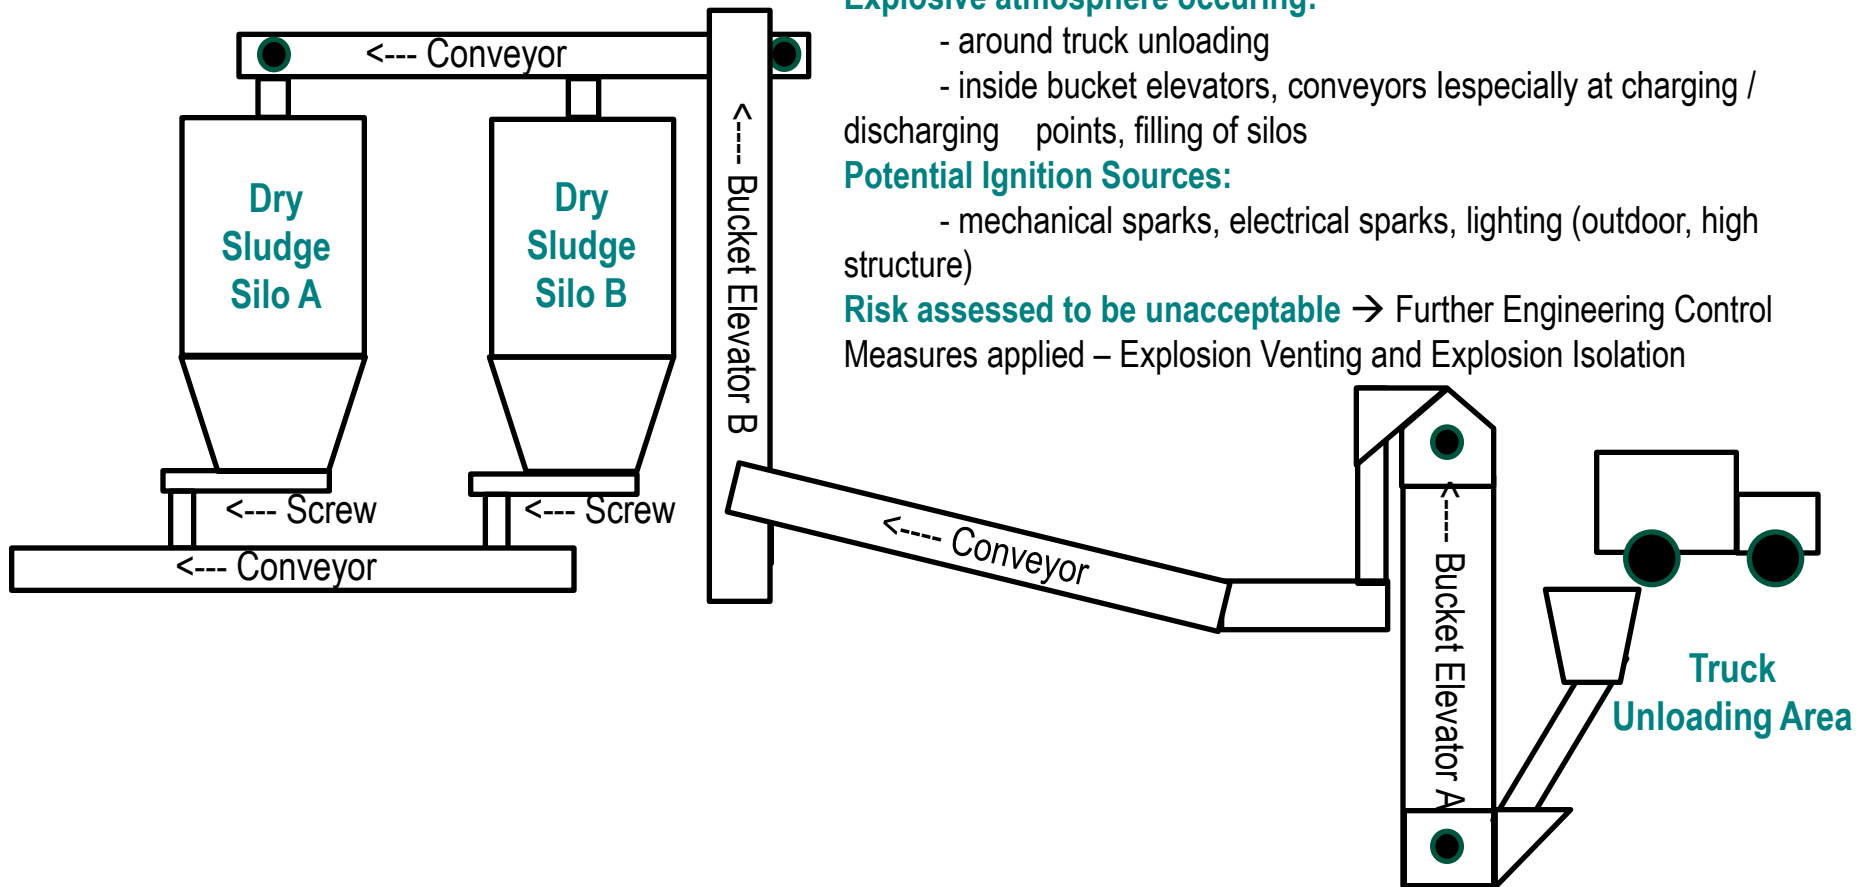 Explosive atmosphere occuring:
- around truck unloading
- inside bucket elevators, conveyors Iespecially at charging /
discharging points, filling of silos
Potential Ignition Sources:
- mechanical sparks, electrical sparks, lighting (outdoor, high
structure)
Risk assessed to be unacceptable → Further Engineering Control
Measures applied – Explosion Venting and Explosion Isolation
<--- Conveyor
Dry
Sludge
Silo A
Dry
Sludge
Silo B
<---- Bucket Elevator B
<--- Screw
<--- Screw
<--- Conveyor
<---- Conveyor
<---- Bucket Elevator A
Truck
Unloading Area